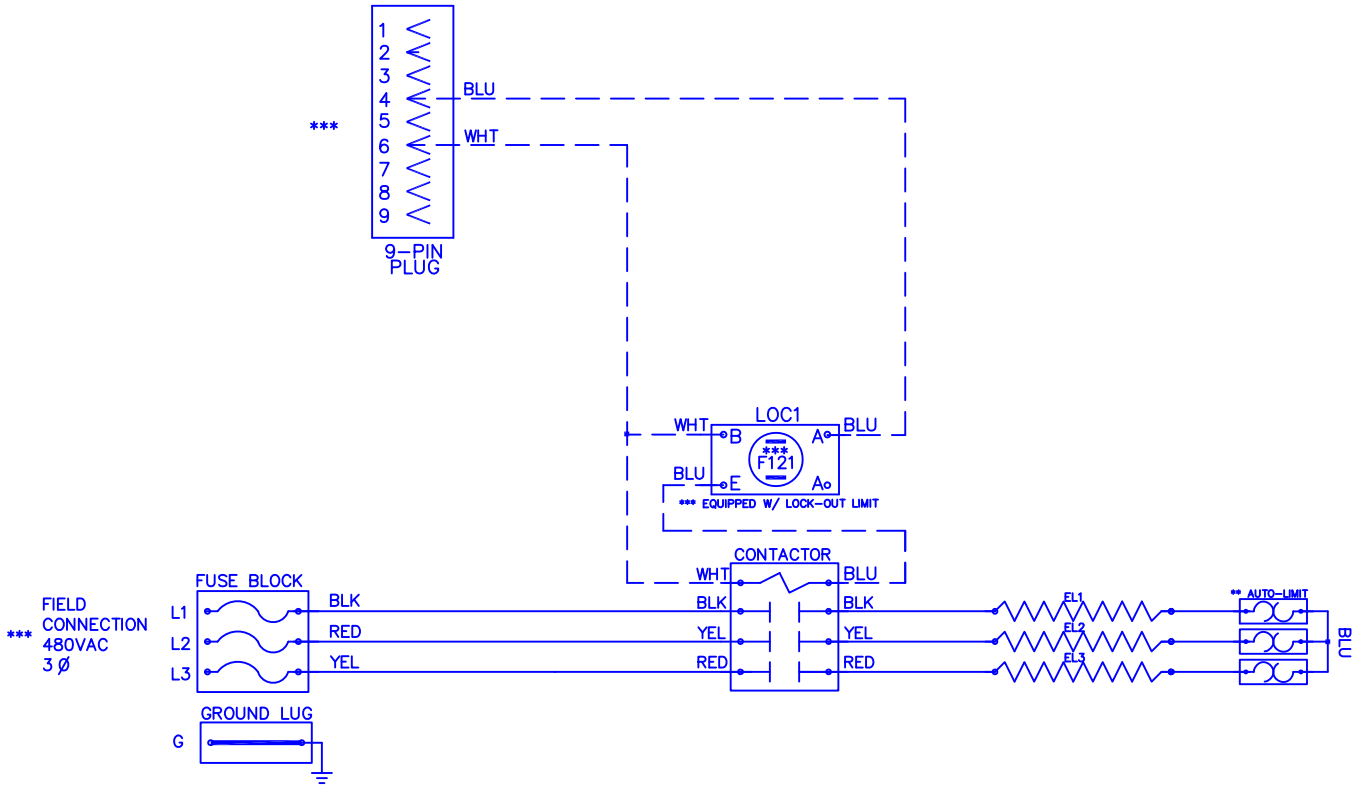 1
2
3
4 BLU
***
5
6 WHT
7
8
9
9-PIN
PLUG
LOC1
WHT B A BLU
***
F121
BLU E A
*** EQUIPPED W/ LOCK-OUT LIMIT
CONTACTOR
WHT BLU
FUSE BLOCK
FIELD
CONNECTION
*** 480VAC
3 Ø
L1 BLK BLK BLK EL1 ** AUTO-LIMIT
L2 RED YEL YEL EL2
L3 YEL RED RED EL3
BLU
GROUND LUG
G